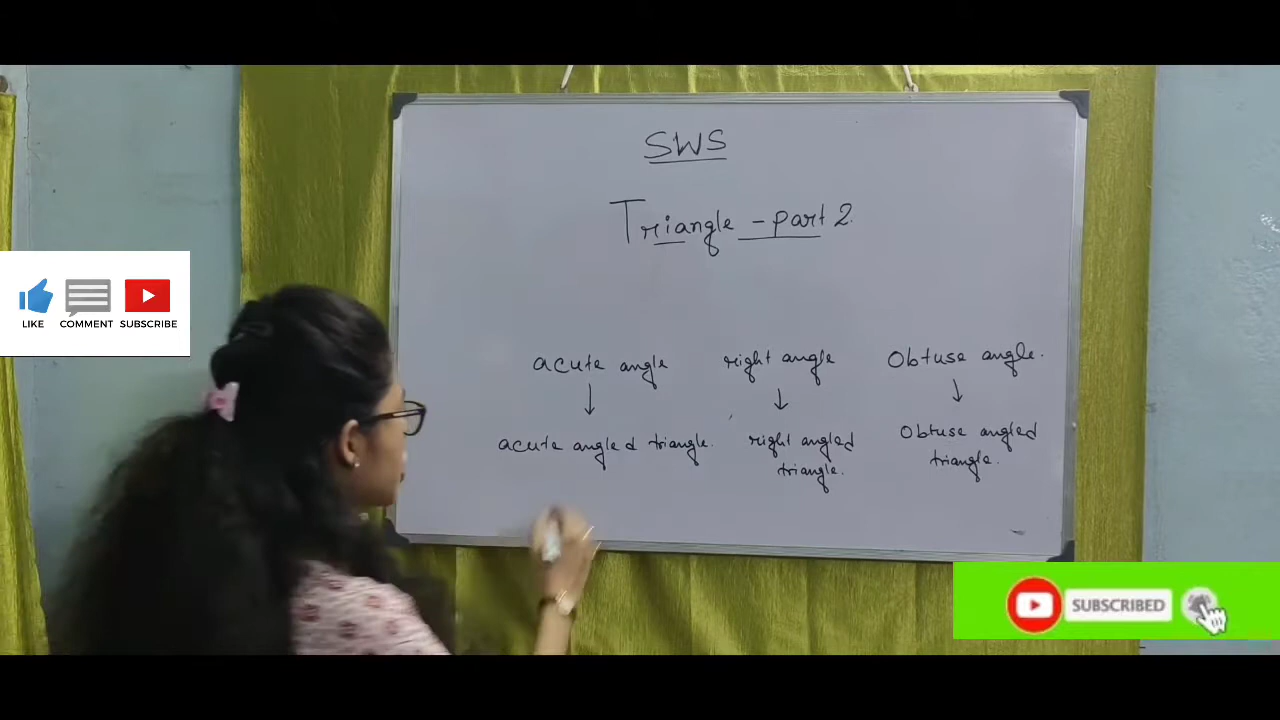 SWS
Triangle - part 2.
acute angle right angle Obtuse angle.
acute angled triangle. right angled triangle. Obtuse angled triangle.
LIKE COMMENT SUBSCRIBE
SUBSCRIBED